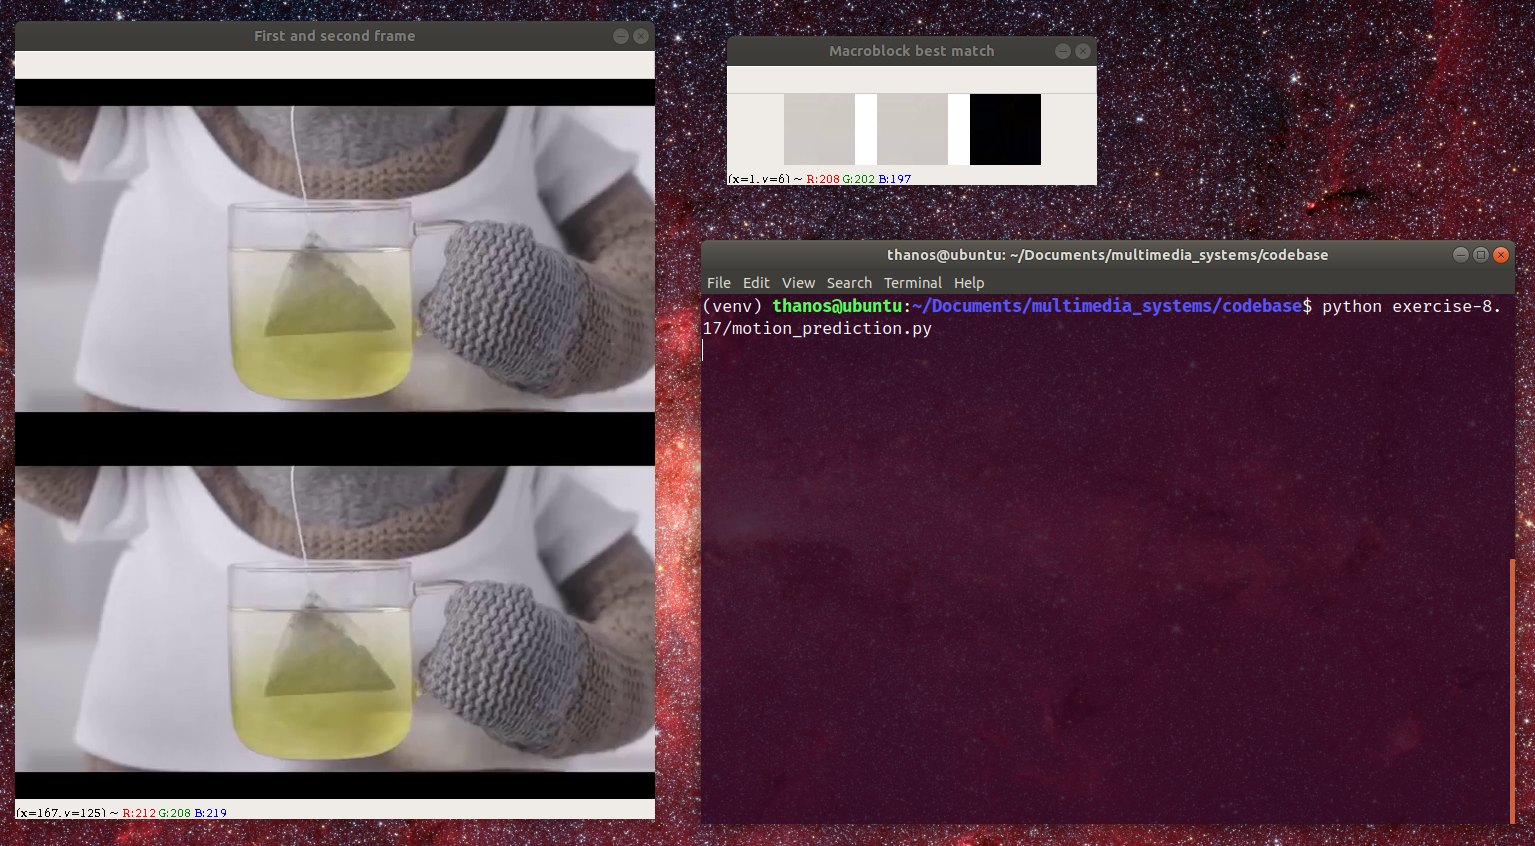 First and second frame
(x=167, y=125) ~ R:212 G:208 B:219
Macroblock best match
(x=1, y=6) ~ R:208 G:202 B:197
thanos@ubuntu: ~/Documents/multimedia_systems/codebase
File Edit View Search Terminal Help
(venv) thanos@ubuntu:~/Documents/multimedia_systems/codebase$ python exercise-8.
17/motion_prediction.py